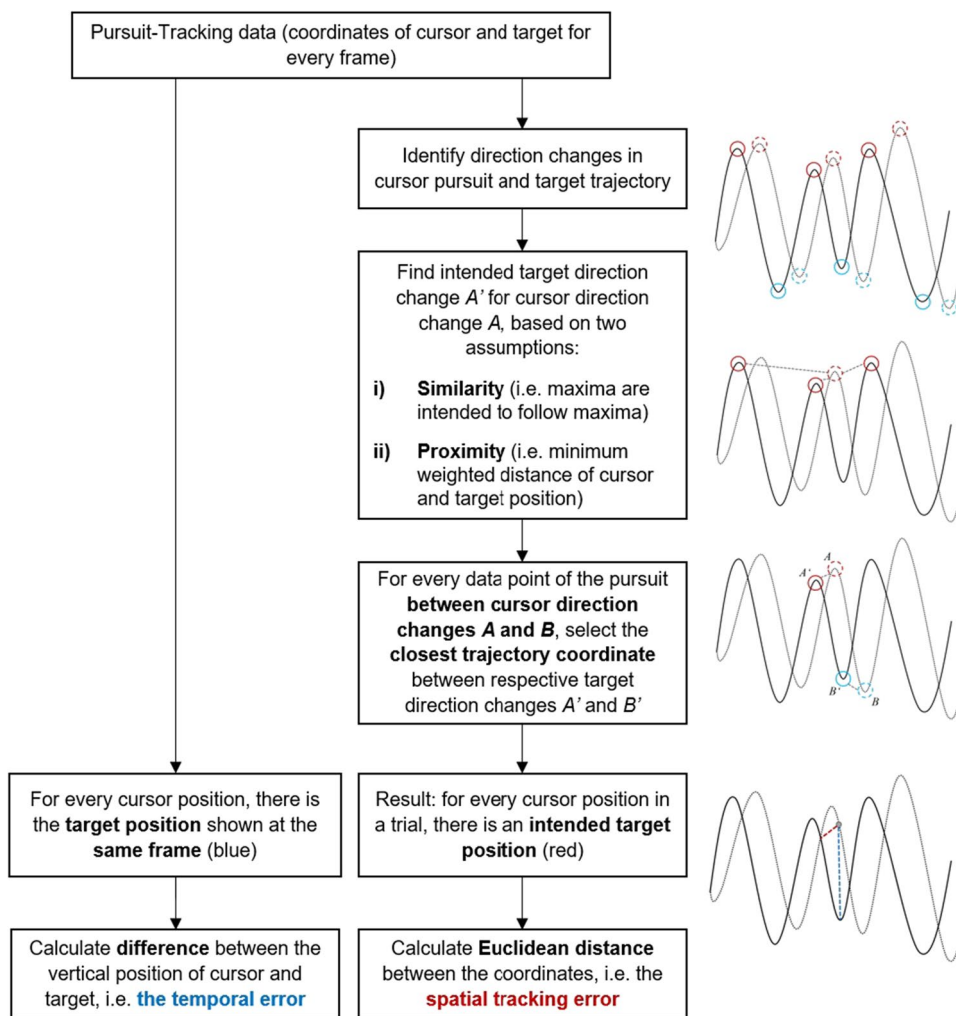 Pursuit-Tracking data (coordinates of cursor and target for
every frame)
Identify direction changes in
cursor pursuit and target trajectory
Find intended target direction
change A' for cursor direction
change A, based on two
assumptions:
i) Similarity (i.e. maxima are
intended to follow maxima)
ii) Proximity (i.e. minimum
weighted distance of cursor
and target position)
For every data point of the pursuit
between cursor direction
changes A and B, select the
closest trajectory coordinate
between respective target
direction changes A' and B'
A' A
B' B
For every cursor position, there is
the target position shown at the
same frame (blue)
Result: for every cursor position in
a trial, there is an intended target
position (red)
Calculate difference between the
vertical position of cursor and
target, i.e. the temporal error
Calculate Euclidean distance
between the coordinates, i.e. the
spatial tracking error